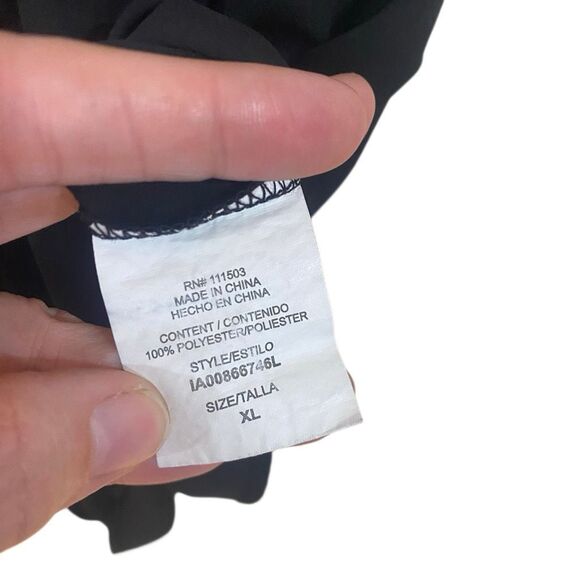 RN# 111503
MADE IN CHINA
HECHO EN CHINA
CONTENT / CONTENIDO
100% POLYESTER/POLIESTER
STYLE/ESTILO
IA00866746L
SIZE/TALLA
XL